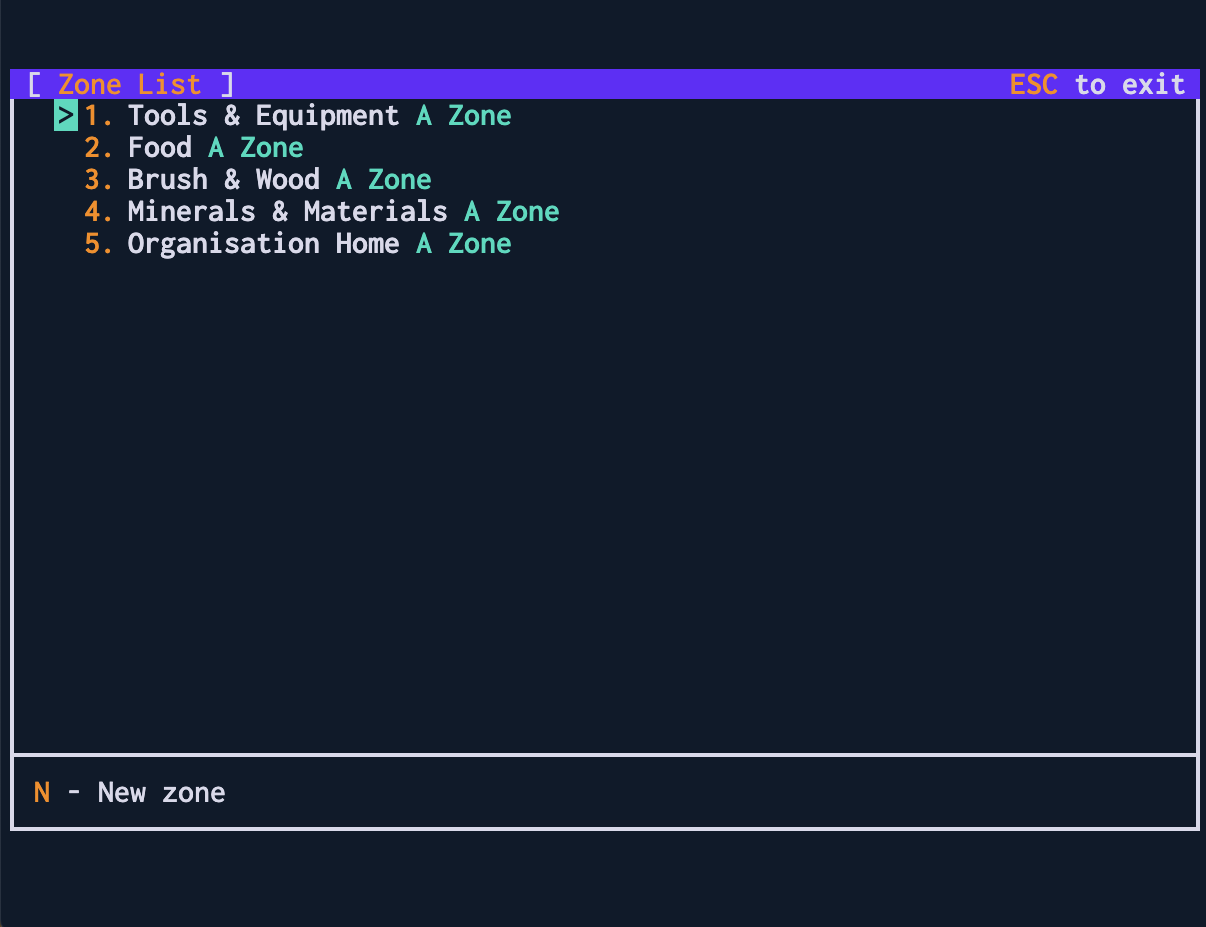 [ Zone List ] ESC to exit
>1. Tools & Equipment A Zone
2. Food A Zone
3. Brush & Wood A Zone
4. Minerals & Materials A Zone
5. Organisation Home A Zone
N - New zone